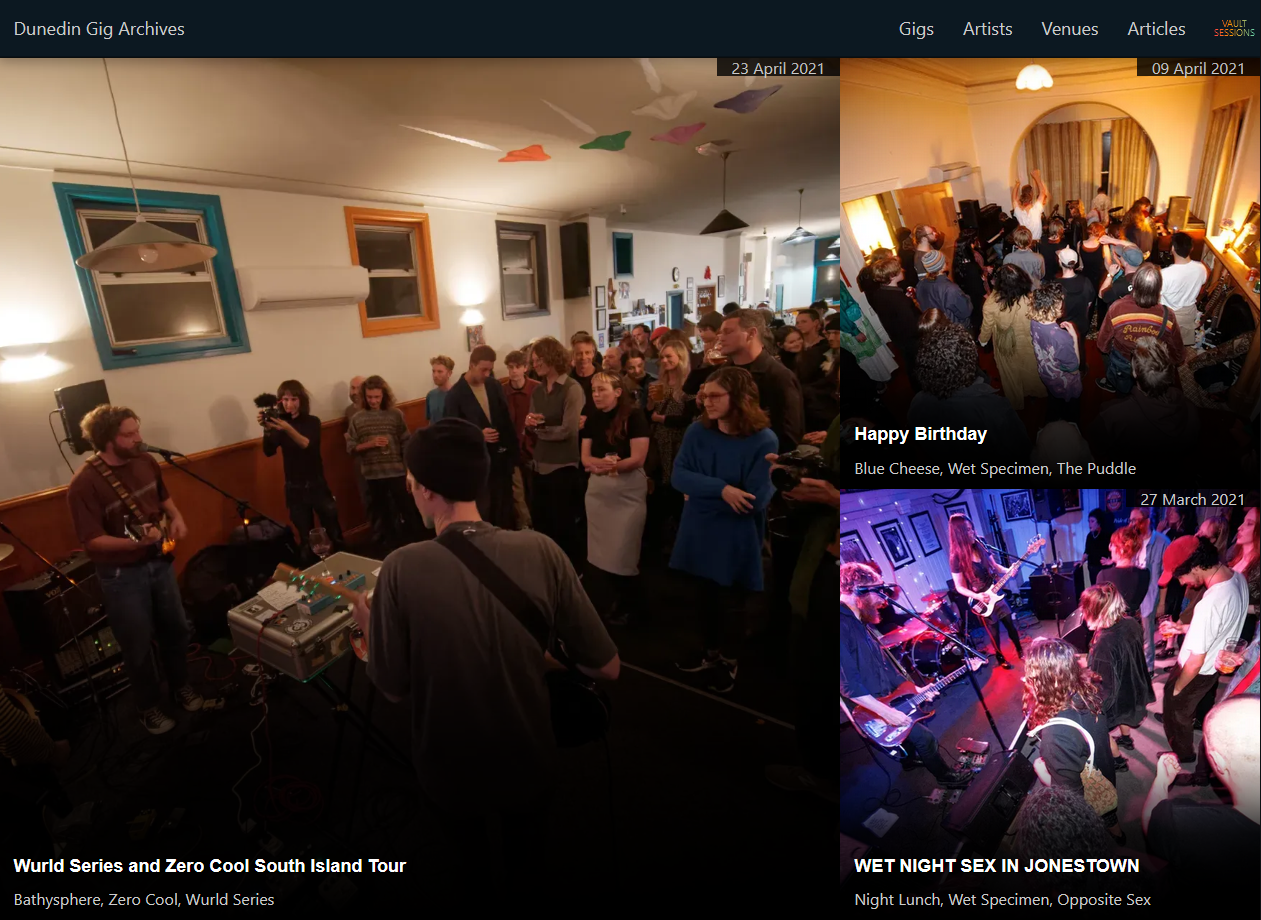 Dunedin Gig Archives
Gigs Artists Venues Articles VAULT SESSIONS
23 April 2021
Wurld Series and Zero Cool South Island Tour
Bathysphere, Zero Cool, Wurld Series
09 April 2021
Rainbow
Happy Birthday
Blue Cheese, Wet Specimen, The Puddle
27 March 2021
WET NIGHT SEX IN JONESTOWN
Night Lunch, Wet Specimen, Opposite Sex